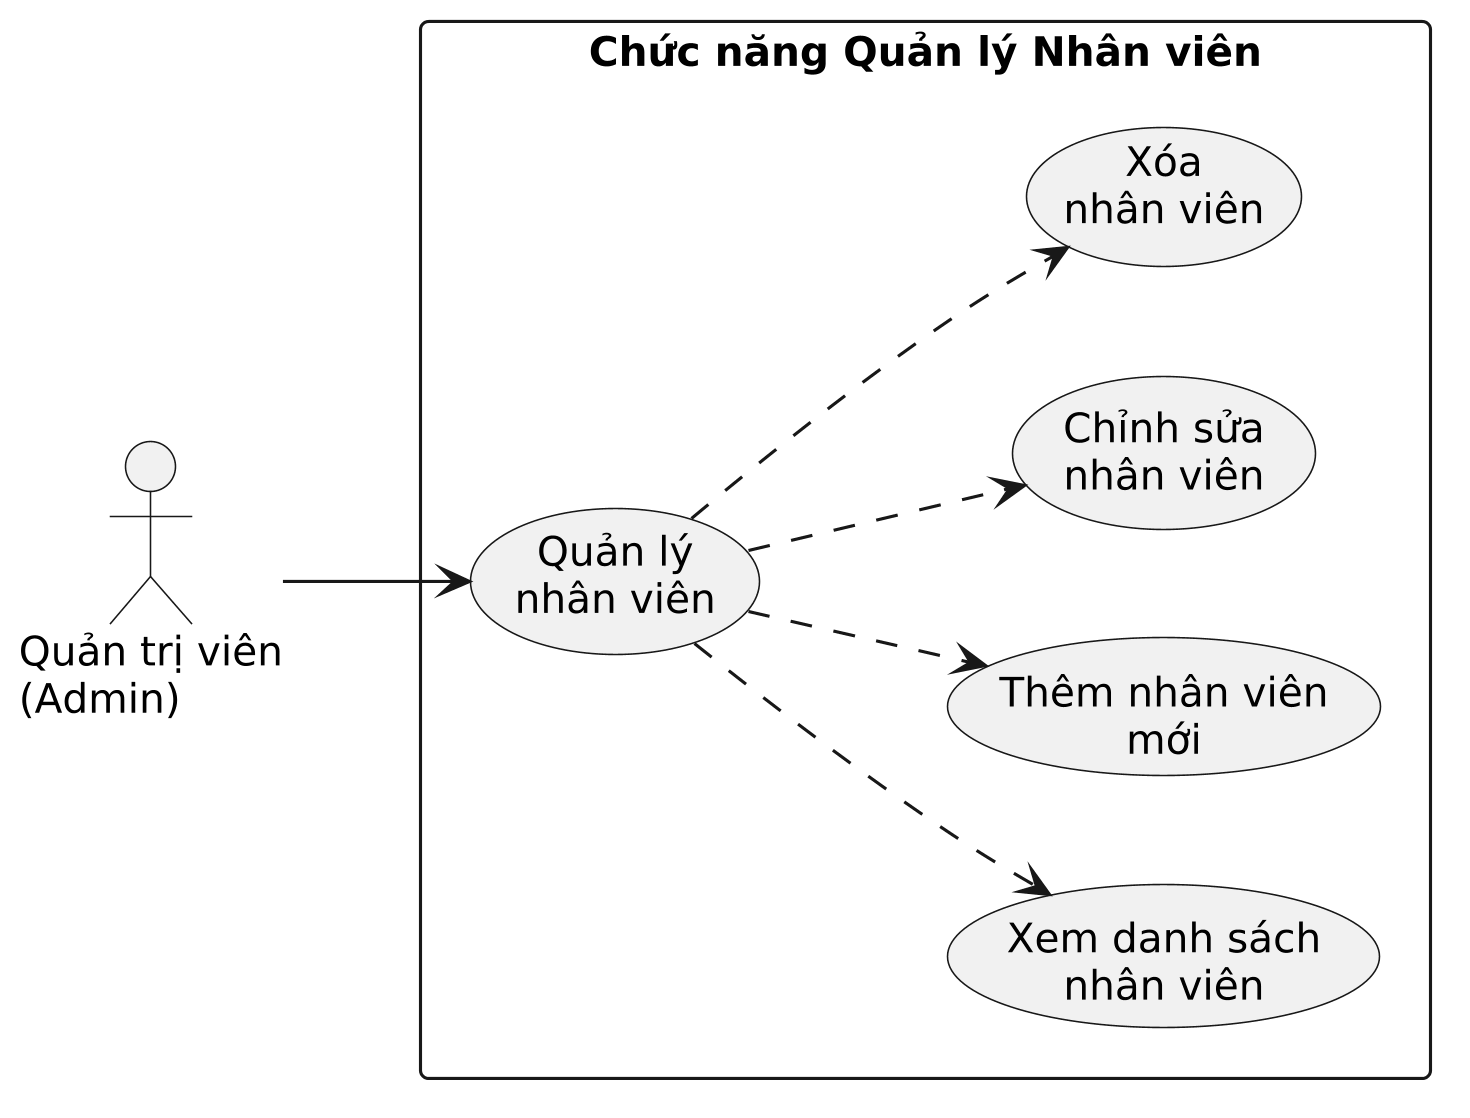 Chức năng Quản lý Nhân viên
Xóa
nhân viên
Chỉnh sửa
nhân viên
Quản lý
nhân viên
Quản trị viên
(Admin)
Thêm nhân viên
mới
Xem danh sách
nhân viên